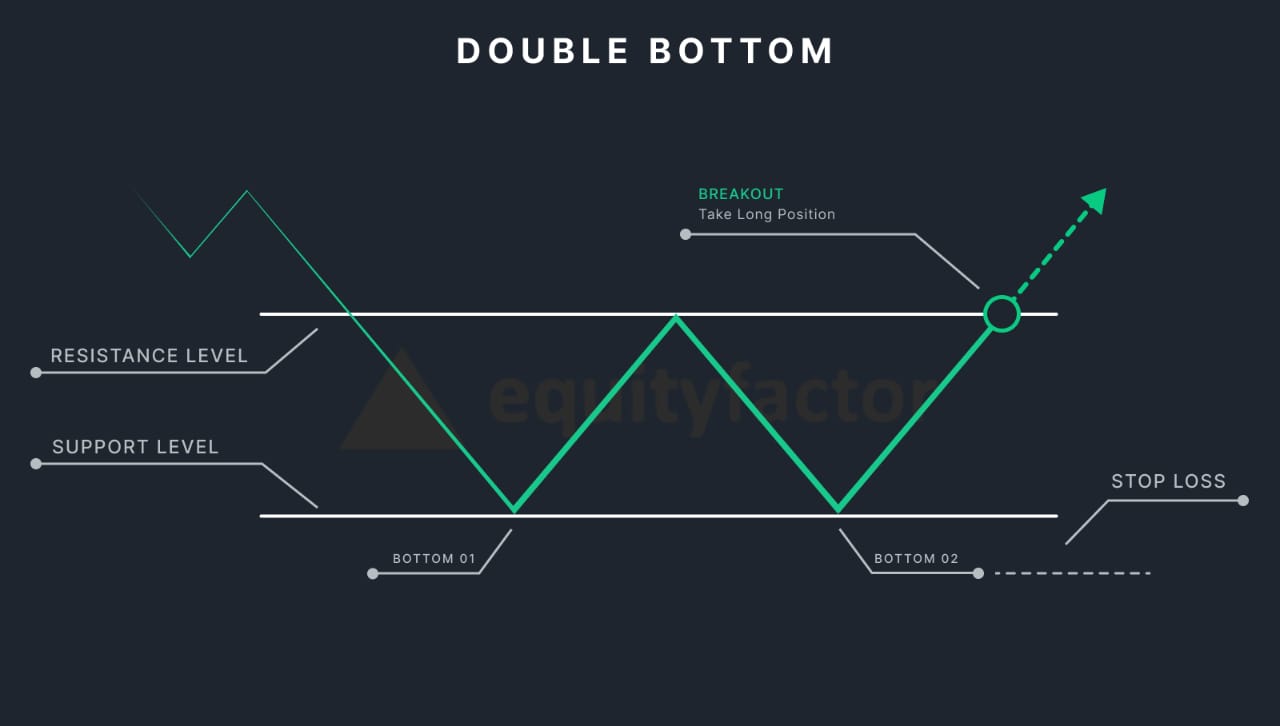 DOUBLE BOTTOM
BREAKOUT
Take Long Position
RESISTANCE LEVEL
equityfactor
SUPPORT LEVEL
STOP LOSS
BOTTOM 01
BOTTOM 02